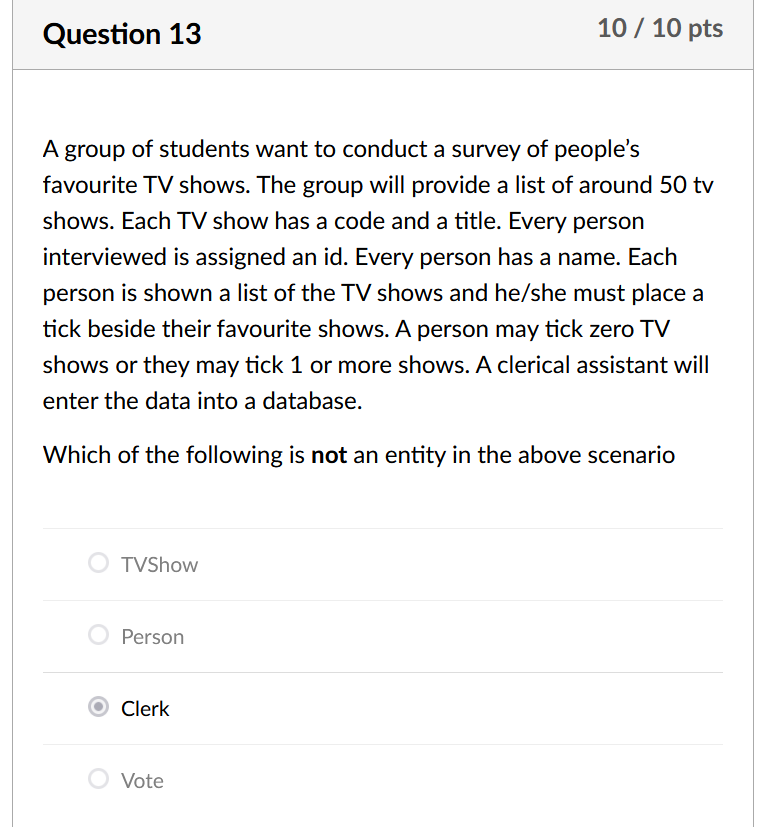 Question 13
10 / 10 pts
A group of students want to conduct a survey of people’s
favourite TV shows. The group will provide a list of around 50 tv
shows. Each TV show has a code and a title. Every person
interviewed is assigned an id. Every person has a name. Each
person is shown a list of the TV shows and he/she must place a
tick beside their favourite shows. A person may tick zero TV
shows or they may tick 1 or more shows. A clerical assistant will
enter the data into a database.
Which of the following is not an entity in the above scenario
TVShow
Person
Clerk
Vote